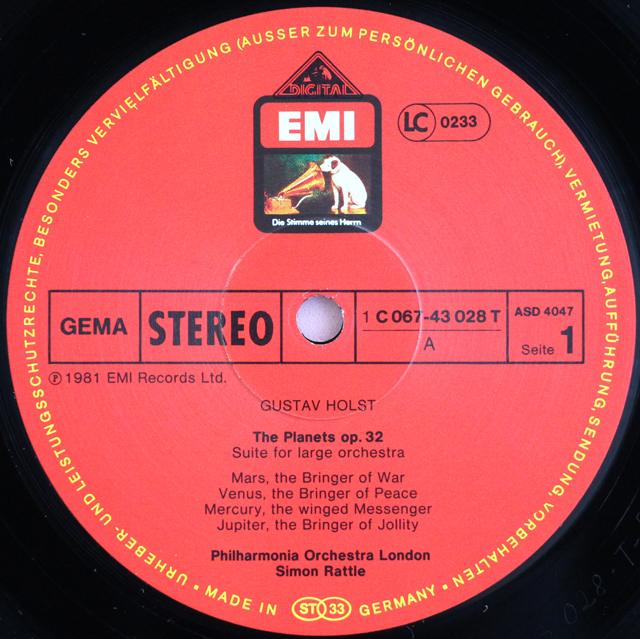 URHEBER- UND LEISTUNGSSCHUTZRECHTE, BESONDERS VERVIELFÄLTIGUNG (AUSSER ZUM PERSÖNLICHEN GEBRAUCH), VERMIETUNG, AUFFÜHRUNG, SENDUNG, VORBEHALTEN •
DIGITAL
EMI
LC 0233
Die Stimme seines Herrn
GEMA
STEREO
1 C 067-43 028 T
A
ASD 4047
Seite 1
Ⓟ 1981 EMI Records Ltd.
GUSTAV HOLST
The Planets op. 32
Suite for large orchestra
Mars, the Bringer of War
Venus, the Bringer of Peace
Mercury, the winged Messenger
Jupiter, the Bringer of Jollity
Philharmonia Orchestra London
Simon Rattle
• MADE IN ST 33 GERMANY •